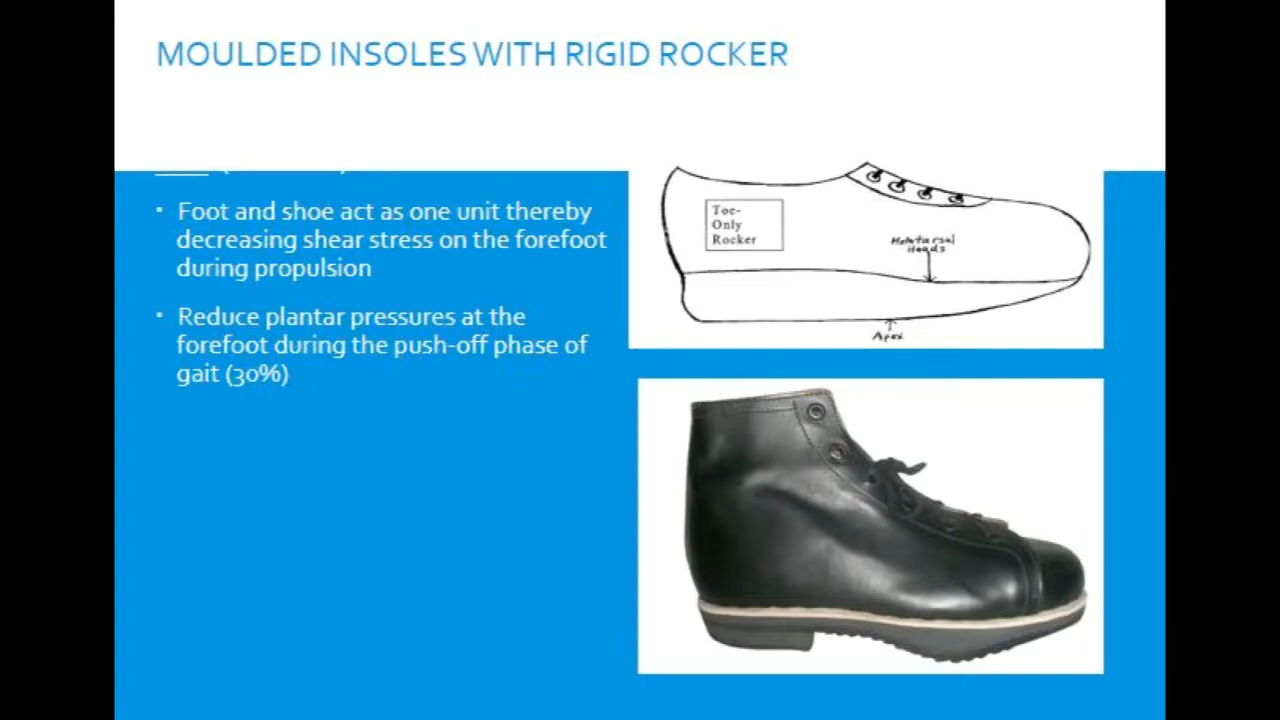 MOULDED INSOLES WITH RIGID ROCKER
Foot and shoe act as one unit thereby
decreasing shear stress on the forefoot
during propulsion
Reduce plantar pressures at the
forefoot during the push-off phase of
gait (30%)
Toe-
Only
Rocker
Metatarsal
Heads
Apex